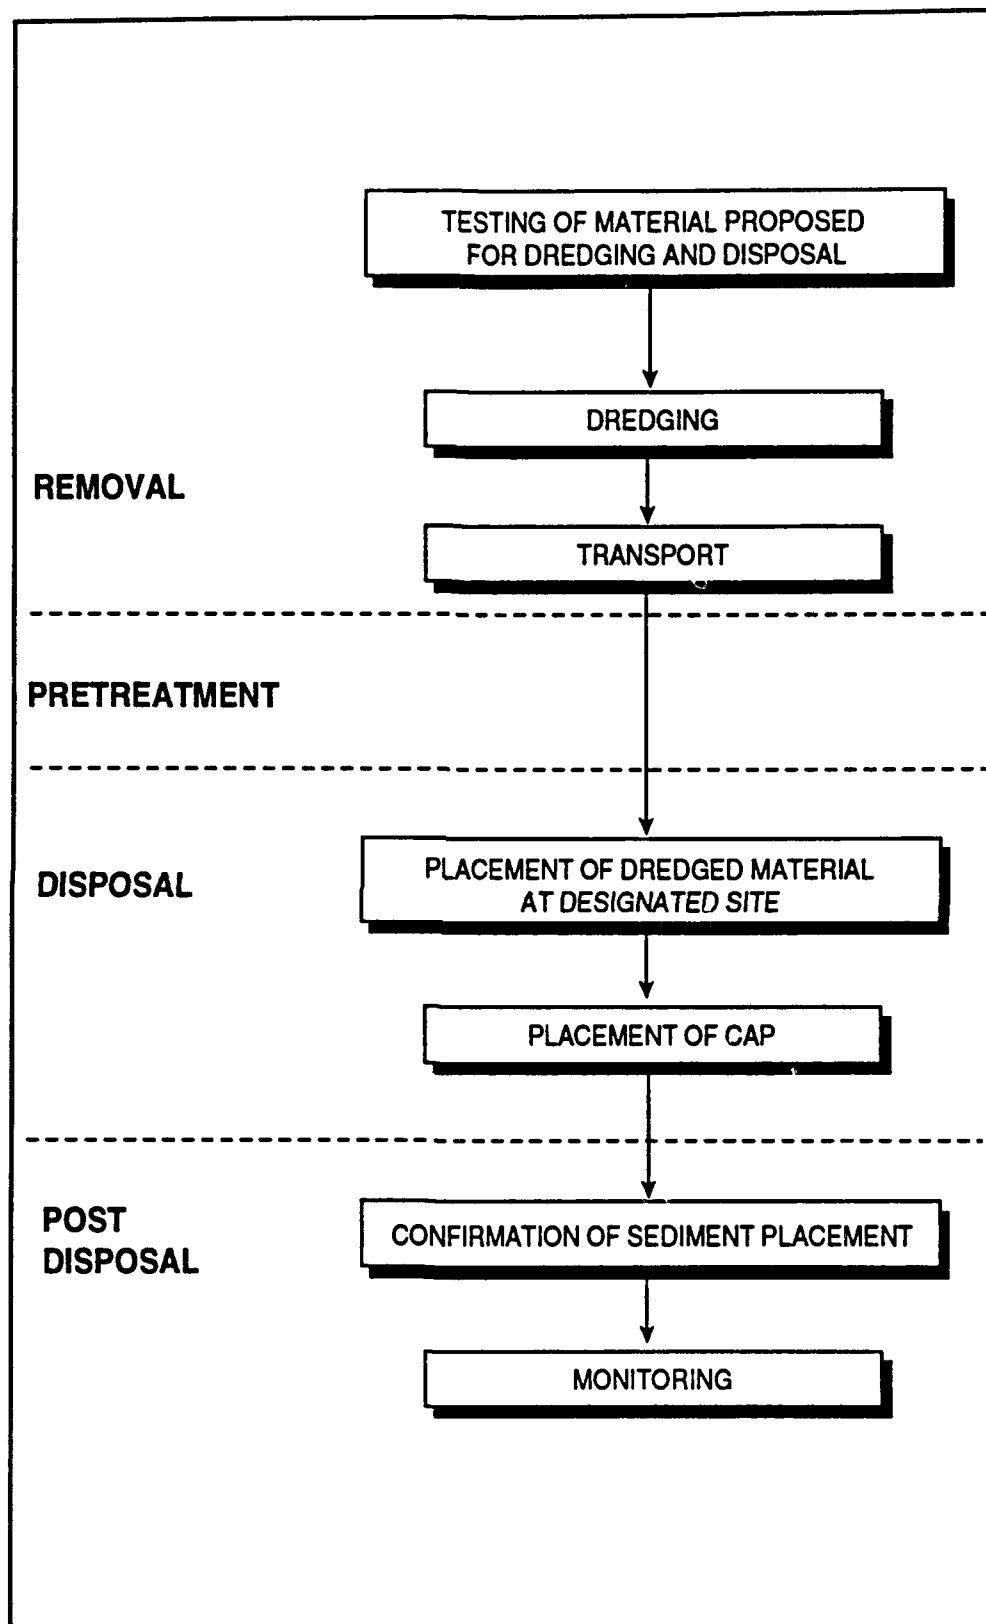 TESTING OF MATERIAL PROPOSED
FOR DREDGING AND DISPOSAL
DREDGING
REMOVAL
TRANSPORT
PRETREATMENT
DISPOSAL
PLACEMENT OF DREDGED MATERIAL
AT DESIGNATED SITE
PLACEMENT OF CAP
POST
DISPOSAL
CONFIRMATION OF SEDIMENT PLACEMENT
MONITORING